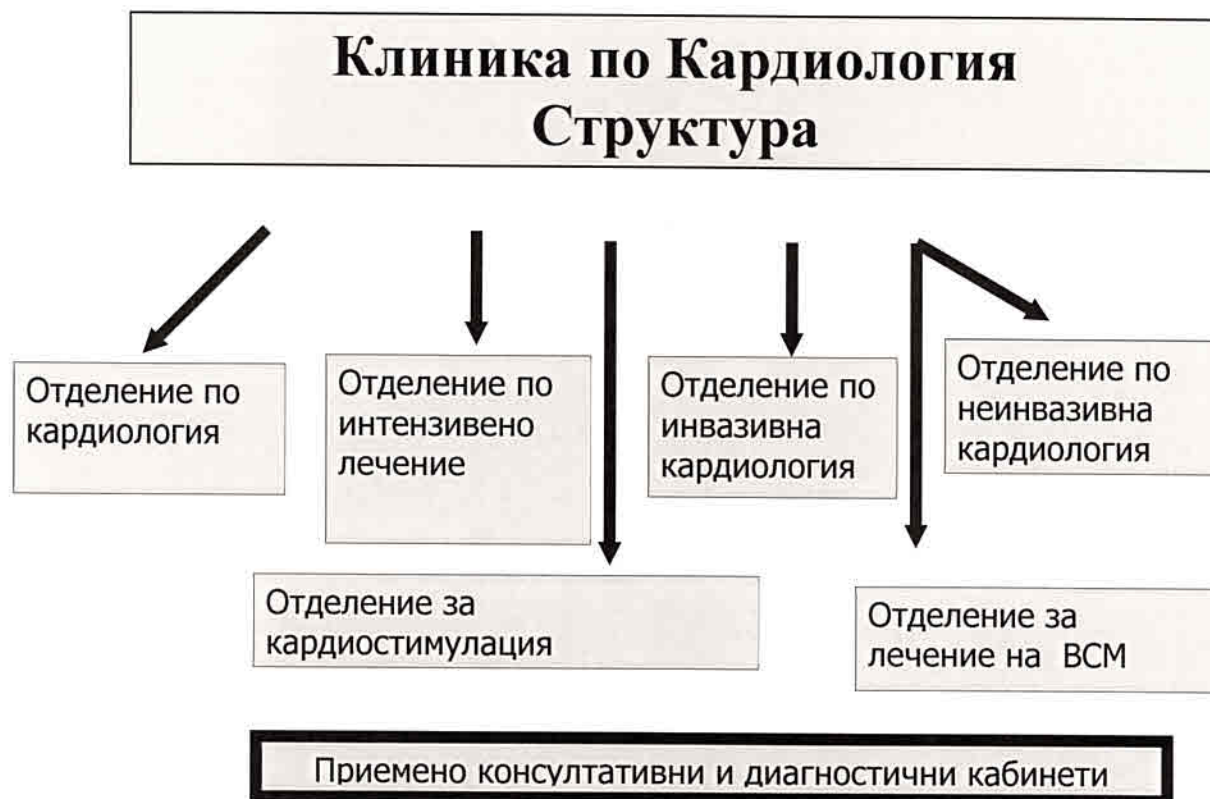 Клиника по Кардиология
Структура
Отделение по
кардиология
Отделение по
интензивено
лечение
Отделение по
инвазивна
кардиология
Отделение по
неинвазивна
кардиология
Отделение за
кардиостимулация
Отделение за
лечение на ВСМ
Приемено консултативни и диагностични кабинети